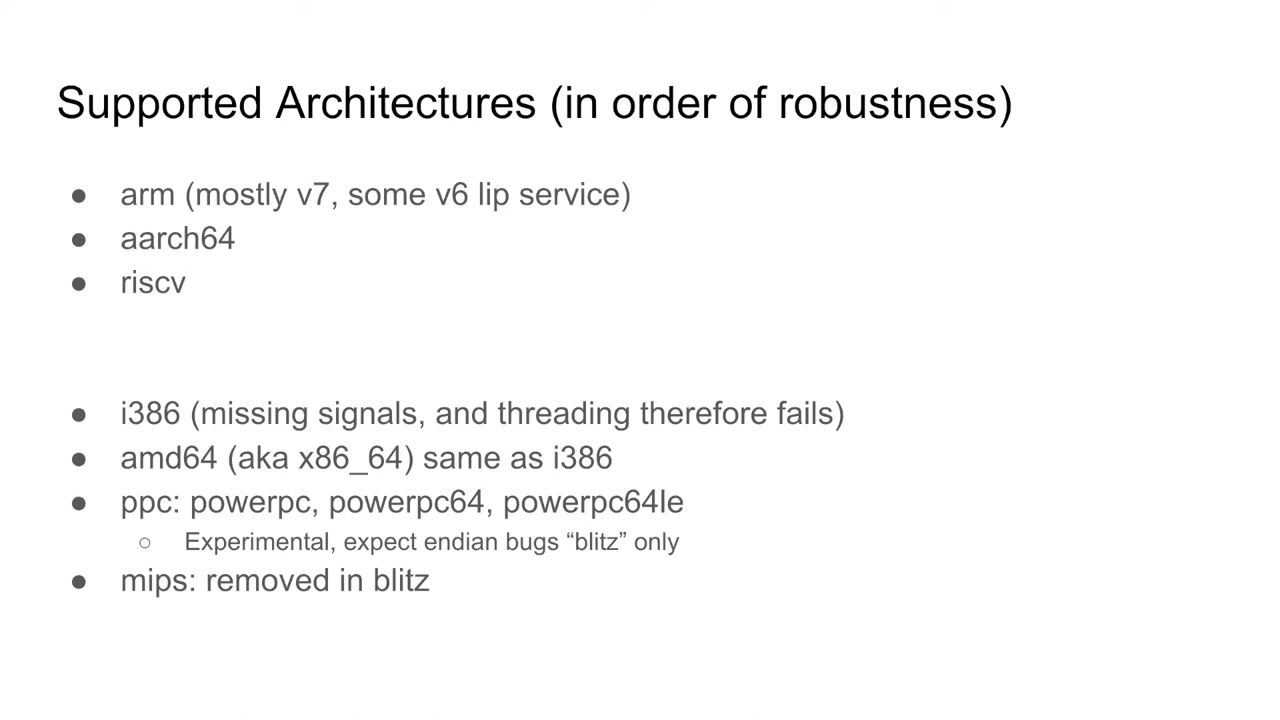 Supported Architectures (in order of robustness)
● arm (mostly v7, some v6 lip service)
● aarch64
● riscv
● i386 (missing signals, and threading therefore fails)
● amd64 (aka x86_64) same as i386
● ppc: powerpc, powerpc64, powerpc64le
○ Experimental, expect endian bugs “blitz” only
● mips: removed in blitz